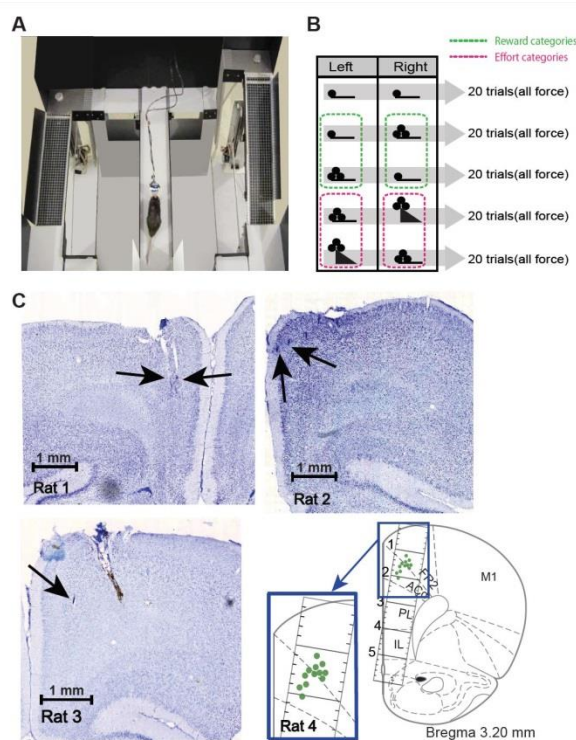 A
B
Reward categories
Effort categories
Left Right
20 trials(all force)
20 trials(all force)
20 trials(all force)
20 trials(all force)
20 trials(all force)
C
1 mm
Rat 1
1 mm
Rat 2
1 mm
Rat 3
Rat 4
1
2
3
4
5
FR2
ACC
PL
IL
M1
Bregma 3.20 mm